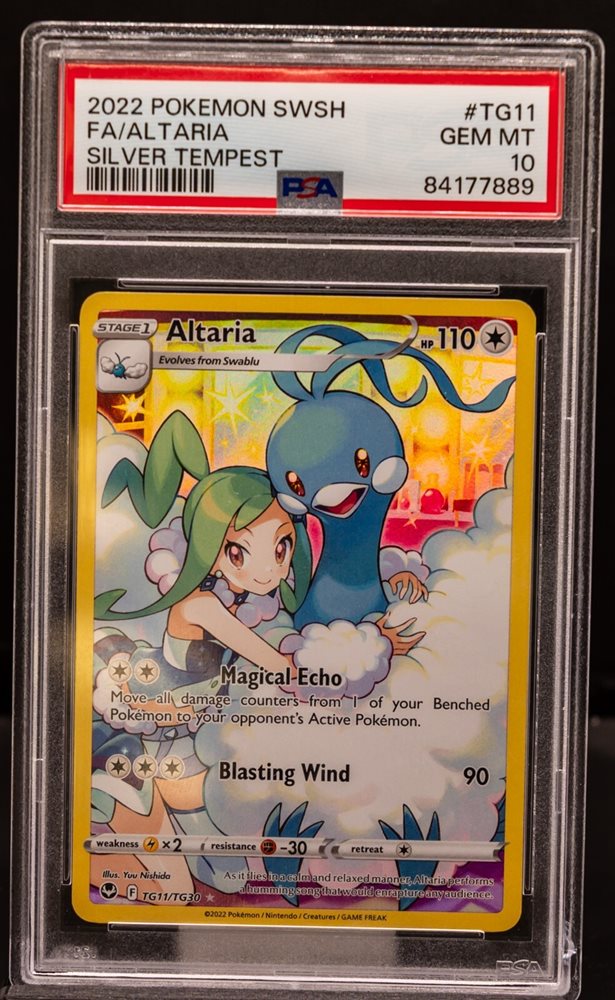 2022 POKEMON SWSH #TG11
FA/ALTARIA GEM MT
SILVER TEMPEST 10
PSA 84177889
STAGE 1 Altaria HP 110
Evolves from Swablu
Magical Echo
Move all damage counters from 1 of your Benched
Pokémon to your opponent's Active Pokémon.
Blasting Wind 90
weakness ×2 resistance -30 retreat
Illus. Yuu Nishida
As it flies in a calm and relaxed manner, Altaria performs
a humming song that would enrapture any audience.
F TG11/TG30
©2022 Pokémon / Nintendo / Creatures / GAME FREAK
PSA